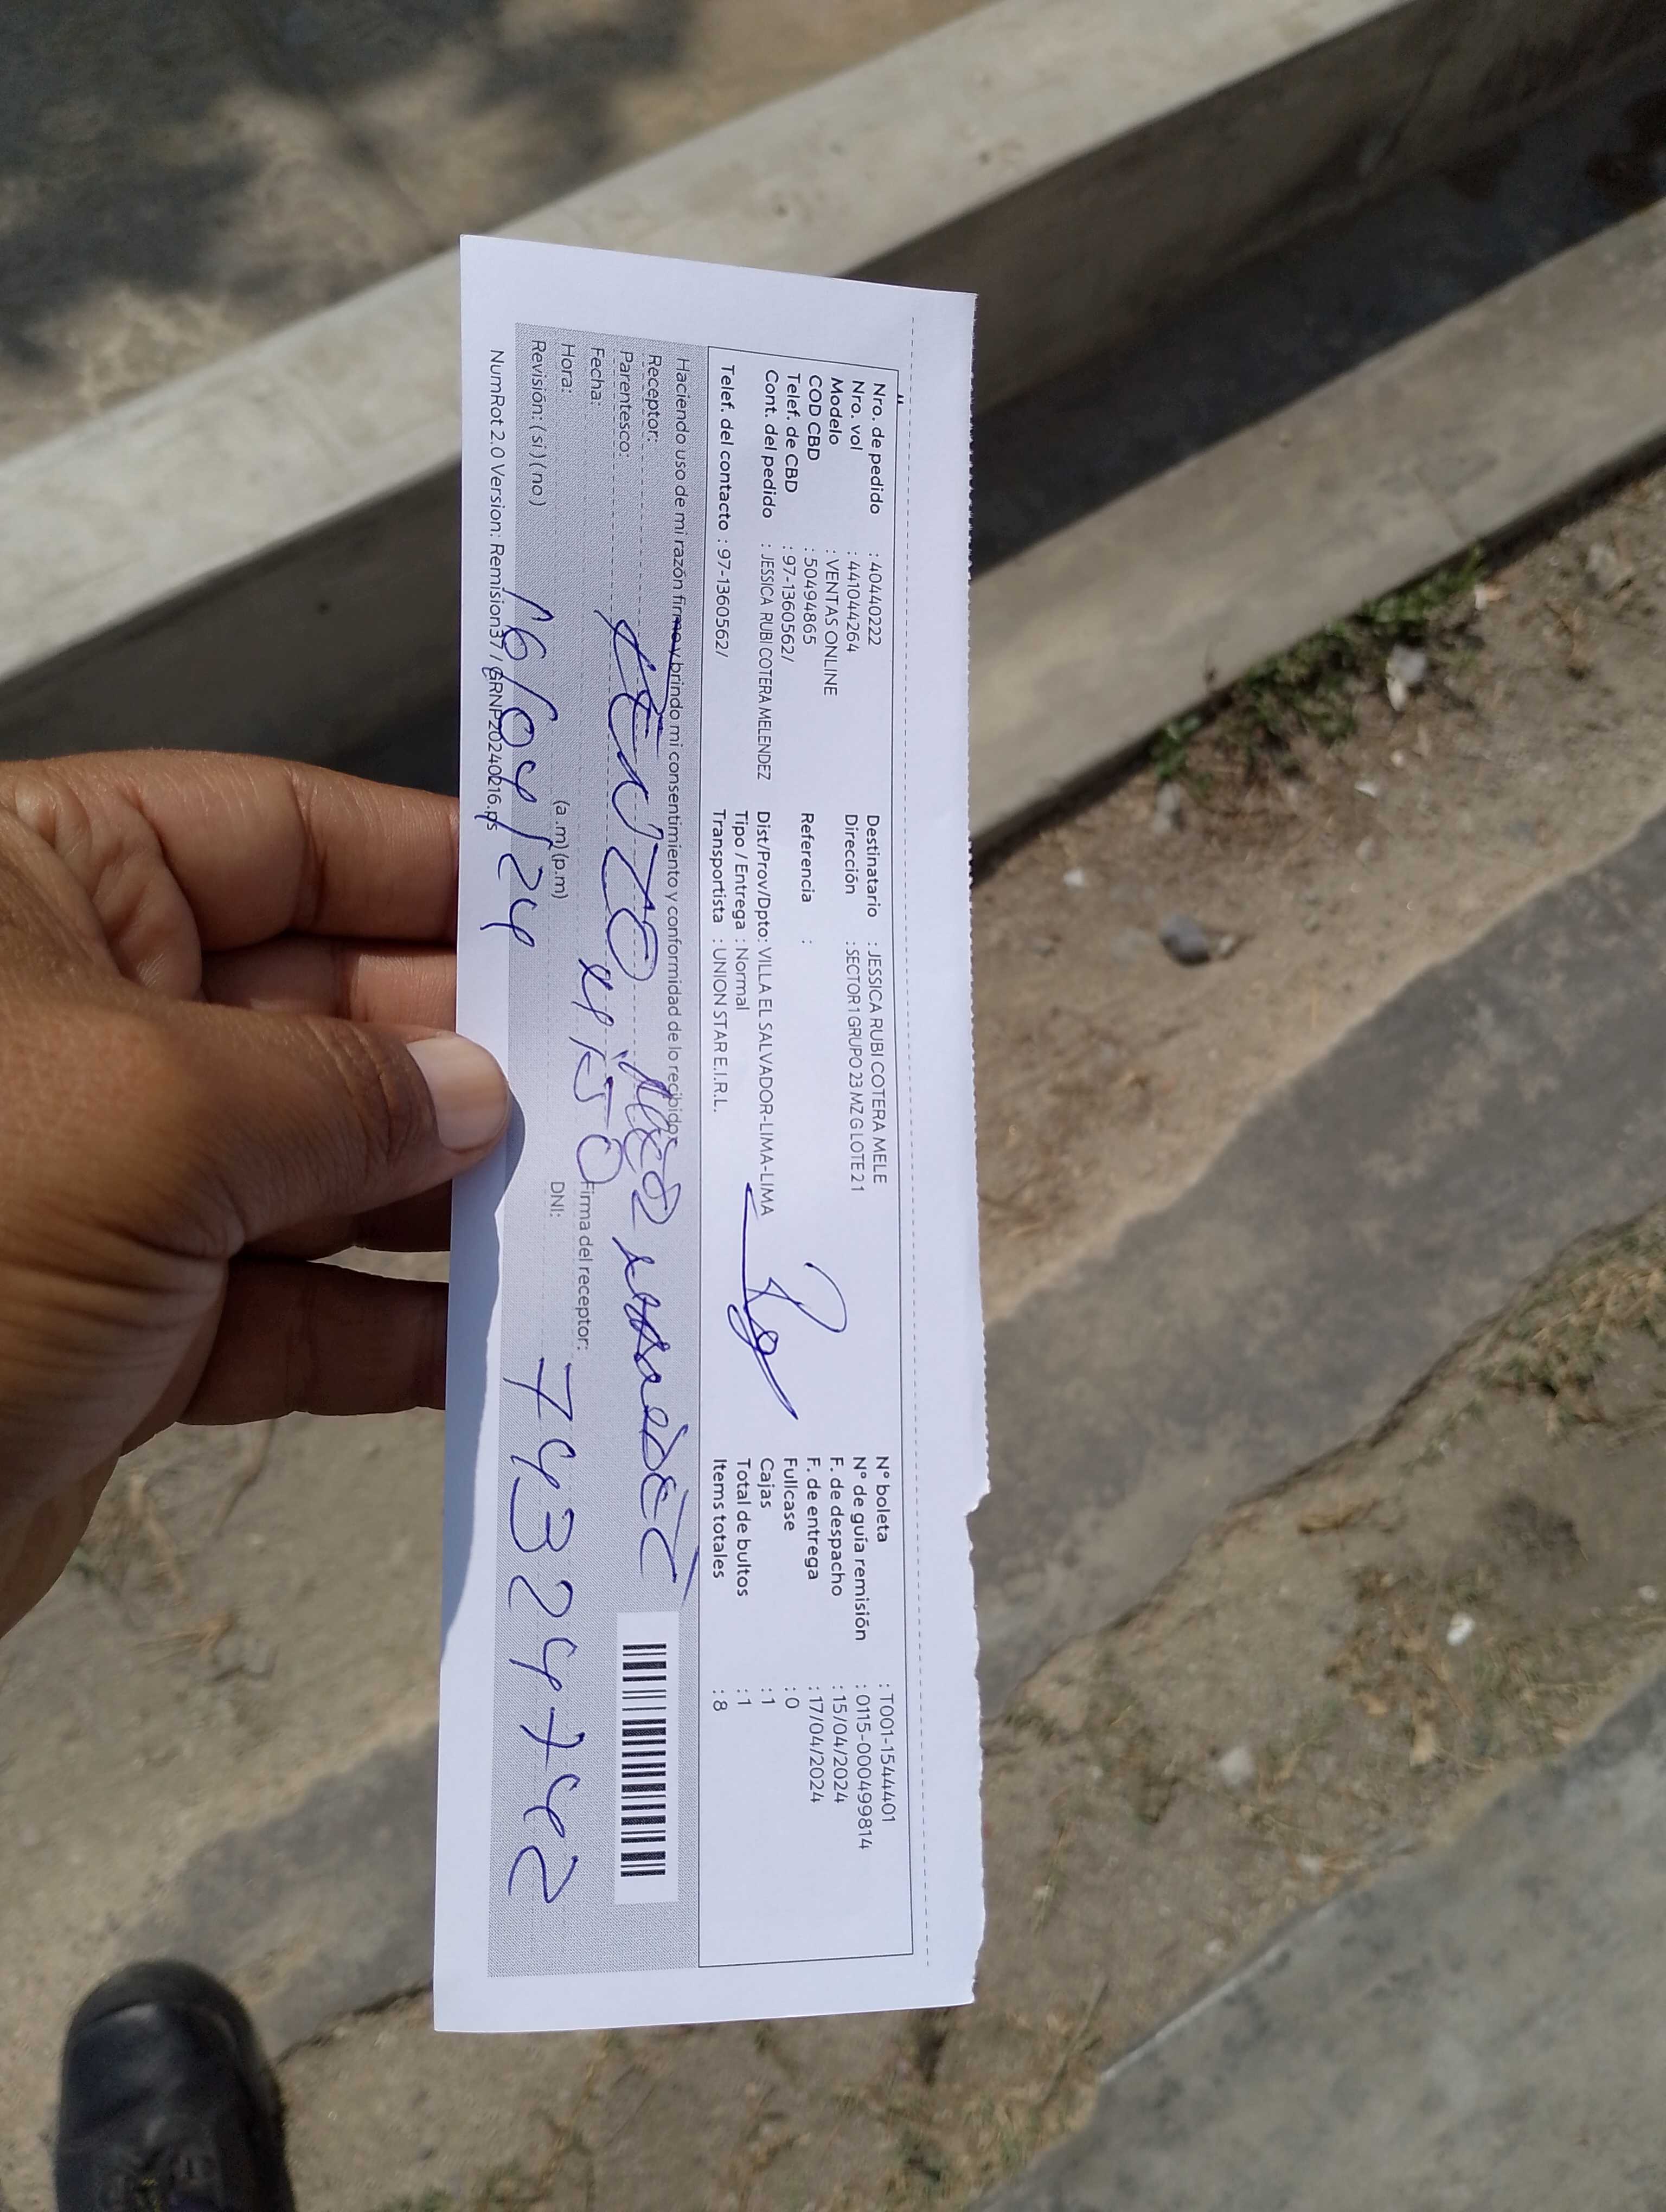 Nro. de pedido : 40440222
Nro. vol : 441044264
Modelo : VENTAS ONLINE
COD CBD : 50494865
Telef. de CBD : 97-1360562/
Cont. del pedido : JESSICA RUBI COTERA MELENDEZ
Telef. del contacto : 97-1360562/
Destinatario : JESSICA RUBI COTERA MELE
Dirección : SECTOR 1 GRUPO 23 MZ G LOTE 21
Referencia :
Dist/Prov/Dpto: VILLA EL SALVADOR-LIMA-LIMA
Tipo / Entrega : Normal
Transportista : UNION STAR E.I.R.L.
N° boleta : T001-1544401
N° de guía remisión : 0115-000499814
F. de despacho : 15/04/2024
F. de entrega : 17/04/2024
Fullcase : 0
Cajas : 1
Total de bultos : 1
Items totales : 8
Haciendo uso de mi razón firmo y brindo mi consentimiento y conformidad de lo recibido
Receptor:
Parentesco:
Fecha: Firma del receptor:
Hora: (a .m) (p.m) DNI: 74324742
Revisión: ( si ) ( no ) 16/04/24
NumRot 2.0 Version: Remision37 / GRNP20240216.ps